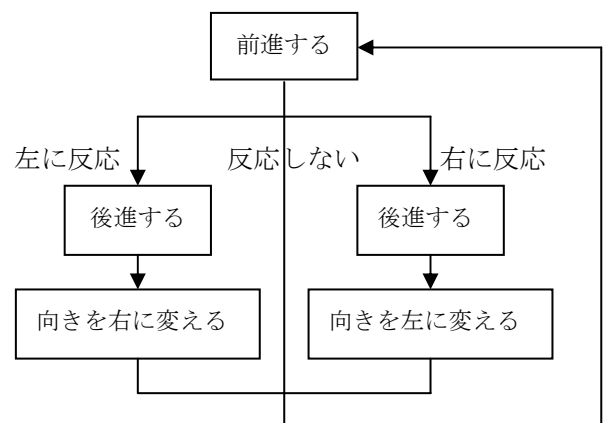 前進する
左に反応
反応しない
右に反応
後進する
後進する
向きを右に変える
向きを左に変える